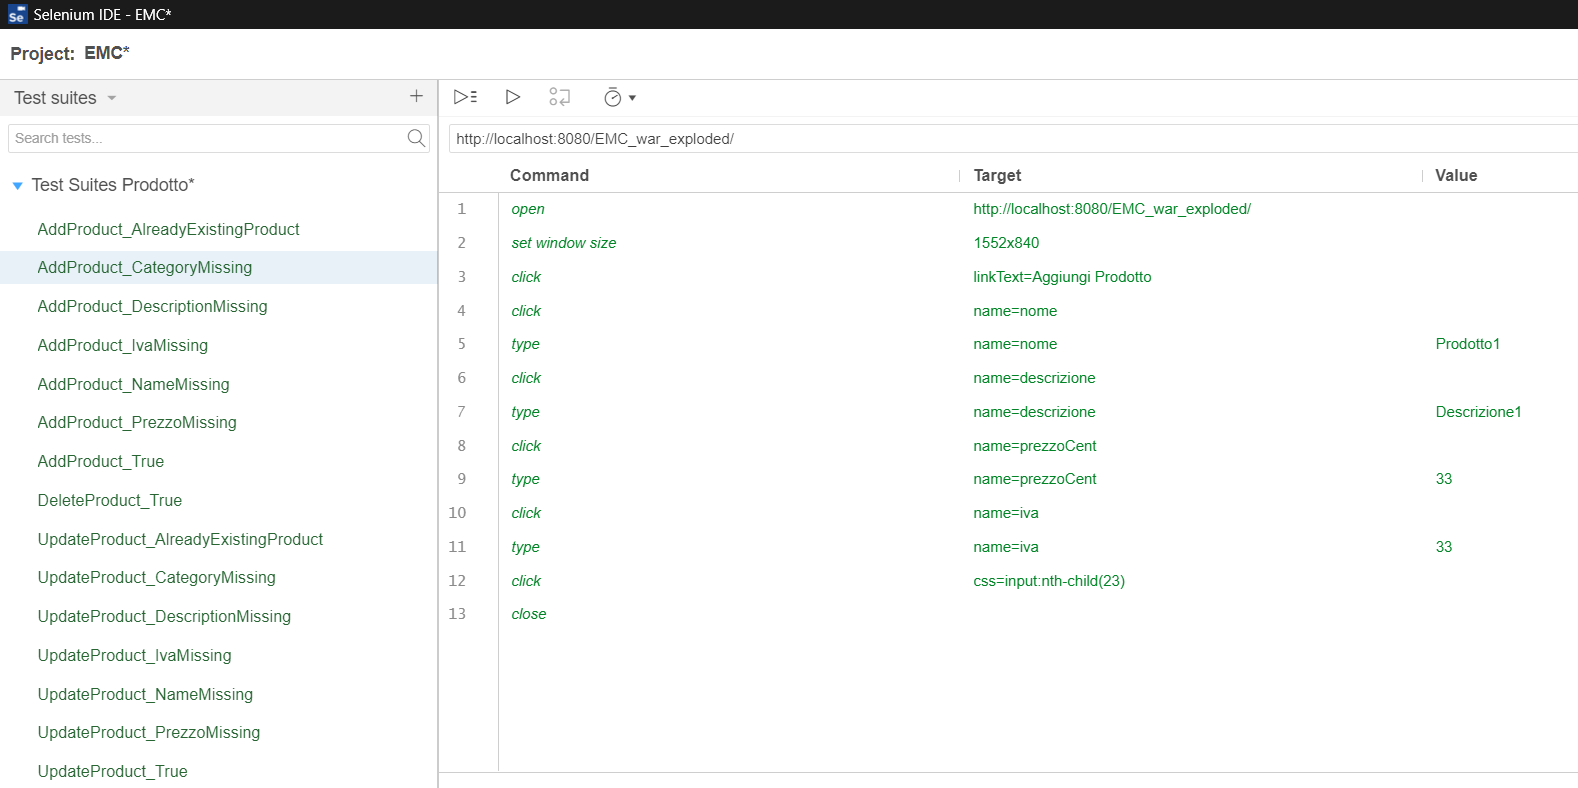 Selenium IDE - EMC*
Project: EMC*
Test suites
Search tests...
Test Suites Prodotto*
AddProduct_AlreadyExistingProduct
AddProduct_CategoryMissing
AddProduct_DescriptionMissing
AddProduct_IvaMissing
AddProduct_NameMissing
AddProduct_PrezzoMissing
AddProduct_True
DeleteProduct_True
UpdateProduct_AlreadyExistingProduct
UpdateProduct_CategoryMissing
UpdateProduct_DescriptionMissing
UpdateProduct_IvaMissing
UpdateProduct_NameMissing
UpdateProduct_PrezzoMissing
UpdateProduct_True
http://localhost:8080/EMC_war_exploded/
Command Target Value
1 open http://localhost:8080/EMC_war_exploded/
2 set window size 1552x840
3 click linkText=Aggiungi Prodotto
4 click name=nome
5 type name=nome Prodotto1
6 click name=descrizione
7 type name=descrizione Descrizione1
8 click name=prezzoCent
9 type name=prezzoCent 33
10 click name=iva
11 type name=iva 33
12 click css=input:nth-child(23)
13 close